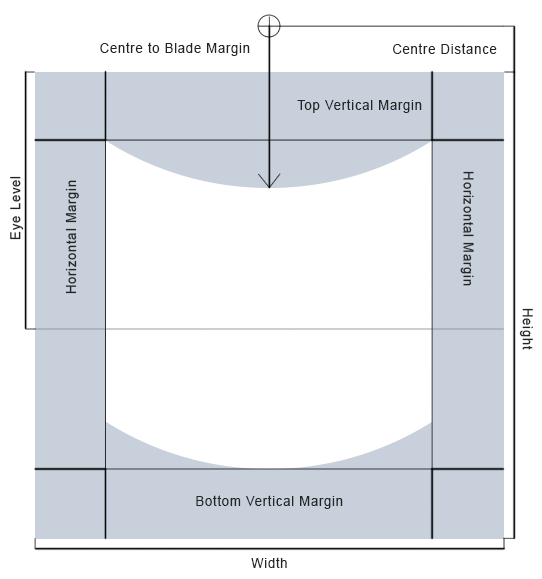 Centre to Blade Margin
Centre Distance
Top Vertical Margin
Eye Level
Horizontal Margin
Horizontal Margin
Height
Bottom Vertical Margin
Width